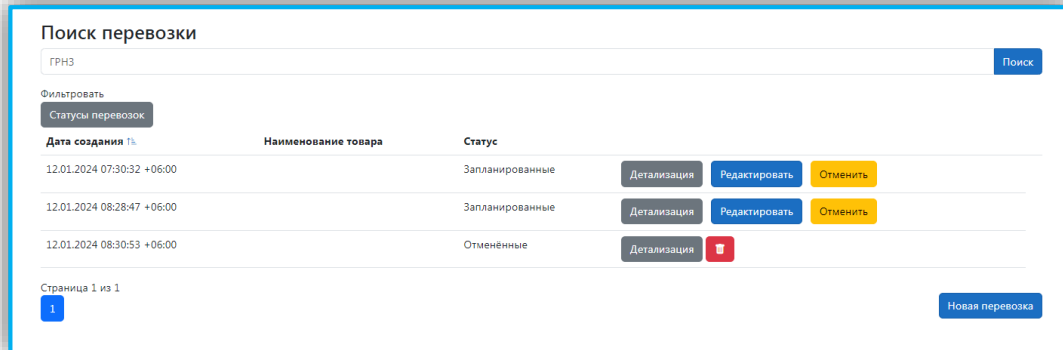 Поиск перевозки
ГРНЗ Поиск
Фильтровать
Статусы перевозок
Дата создания Наименование товара Статус
12.01.2024 07:30:32 +06:00 Запланированные Детализация Редактировать Отменить
12.01.2024 08:28:47 +06:00 Запланированные Детализация Редактировать Отменить
12.01.2024 08:30:53 +06:00 Отменённые Детализация
Страница 1 из 1
1 Новая перевозка